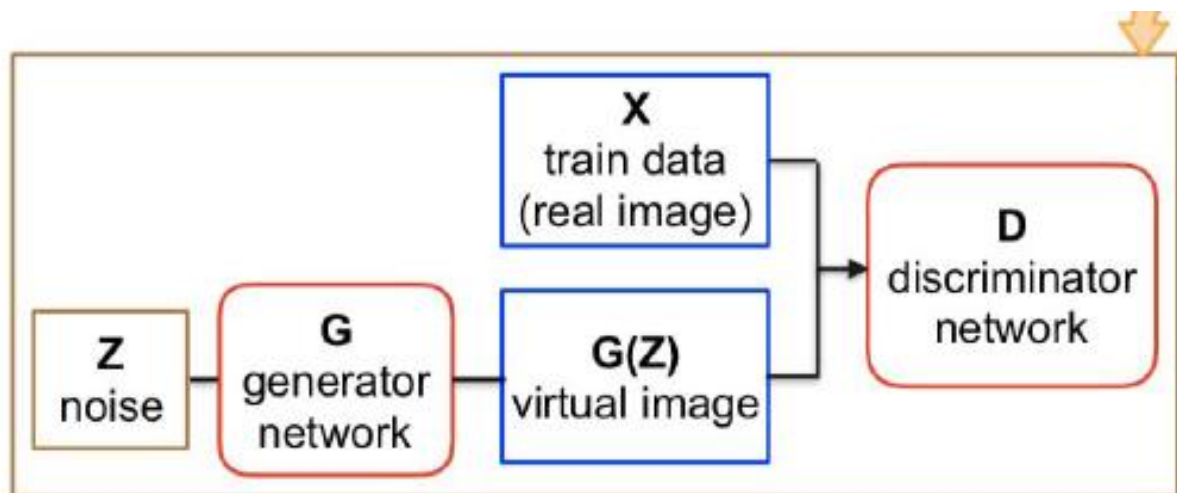 X
train data
(real image)
D
discriminator
network
Z
noise
G
generator
network
G(Z)
virtual image